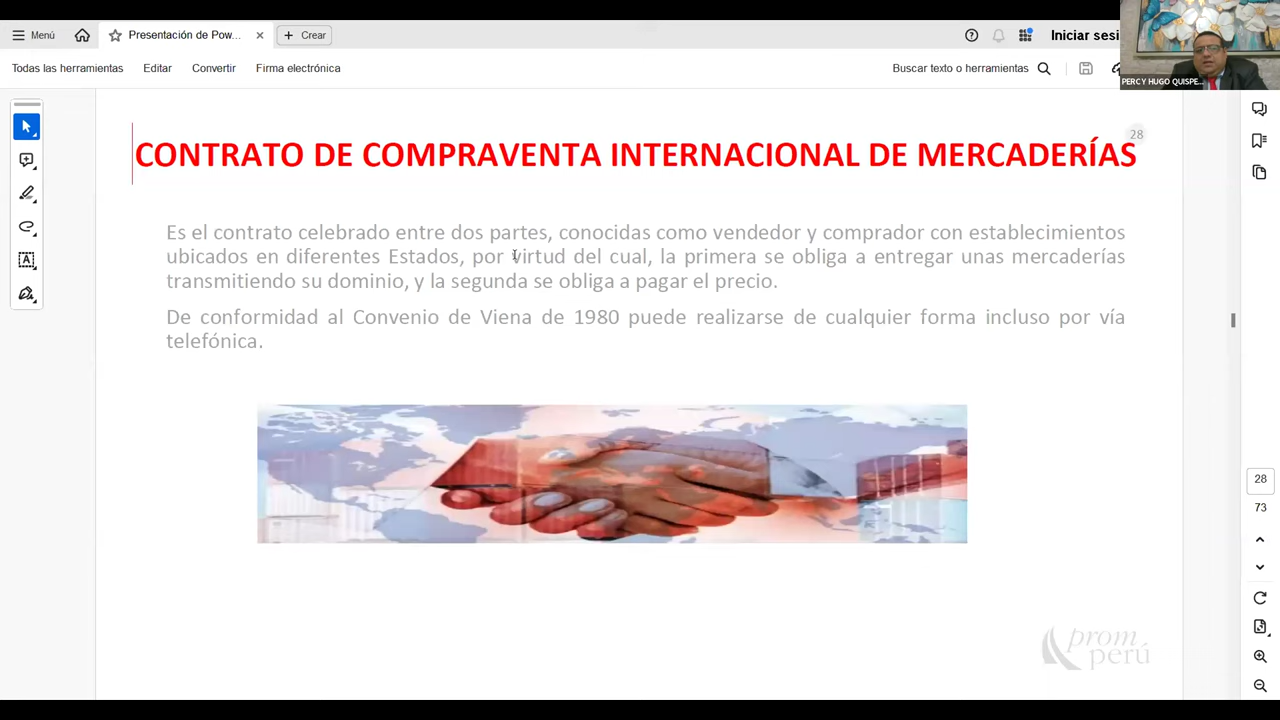 Menú
Presentación de Pow...
Crear
Iniciar sesi
Todas las herramientas
Editar
Convertir
Firma electrónica
Buscar texto o herramientas
PERCY HUGO QUISPE...
28
CONTRATO DE COMPRAVENTA INTERNACIONAL DE MERCADERÍAS
Es el contrato celebrado entre dos partes, conocidas como vendedor y comprador con establecimientos
ubicados en diferentes Estados, por virtud del cual, la primera se obliga a entregar unas mercaderías
transmitiendo su dominio, y la segunda se obliga a pagar el precio.
De conformidad al Convenio de Viena de 1980 puede realizarse de cualquier forma incluso por vía
telefónica.
28
73
prom
perú